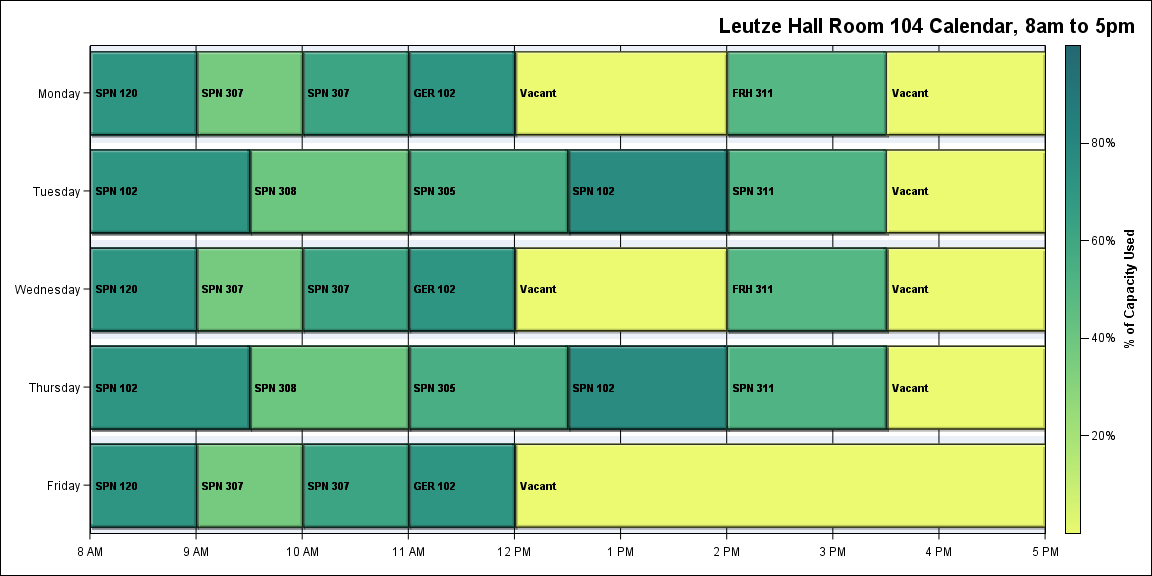 Leutze Hall Room 104 Calendar, 8am to 5pm
Monday
SPN 120
SPN 307
SPN 307
GER 102
Vacant
FRH 311
Vacant
Tuesday
SPN 102
SPN 308
SPN 305
SPN 102
SPN 311
Vacant
Wednesday
SPN 120
SPN 307
SPN 307
GER 102
Vacant
FRH 311
Vacant
Thursday
SPN 102
SPN 308
SPN 305
SPN 102
SPN 311
Vacant
Friday
SPN 120
SPN 307
SPN 307
GER 102
Vacant
8 AM
9 AM
10 AM
11 AM
12 PM
1 PM
2 PM
3 PM
4 PM
5 PM
80%
60%
40%
20%
% of Capacity Used